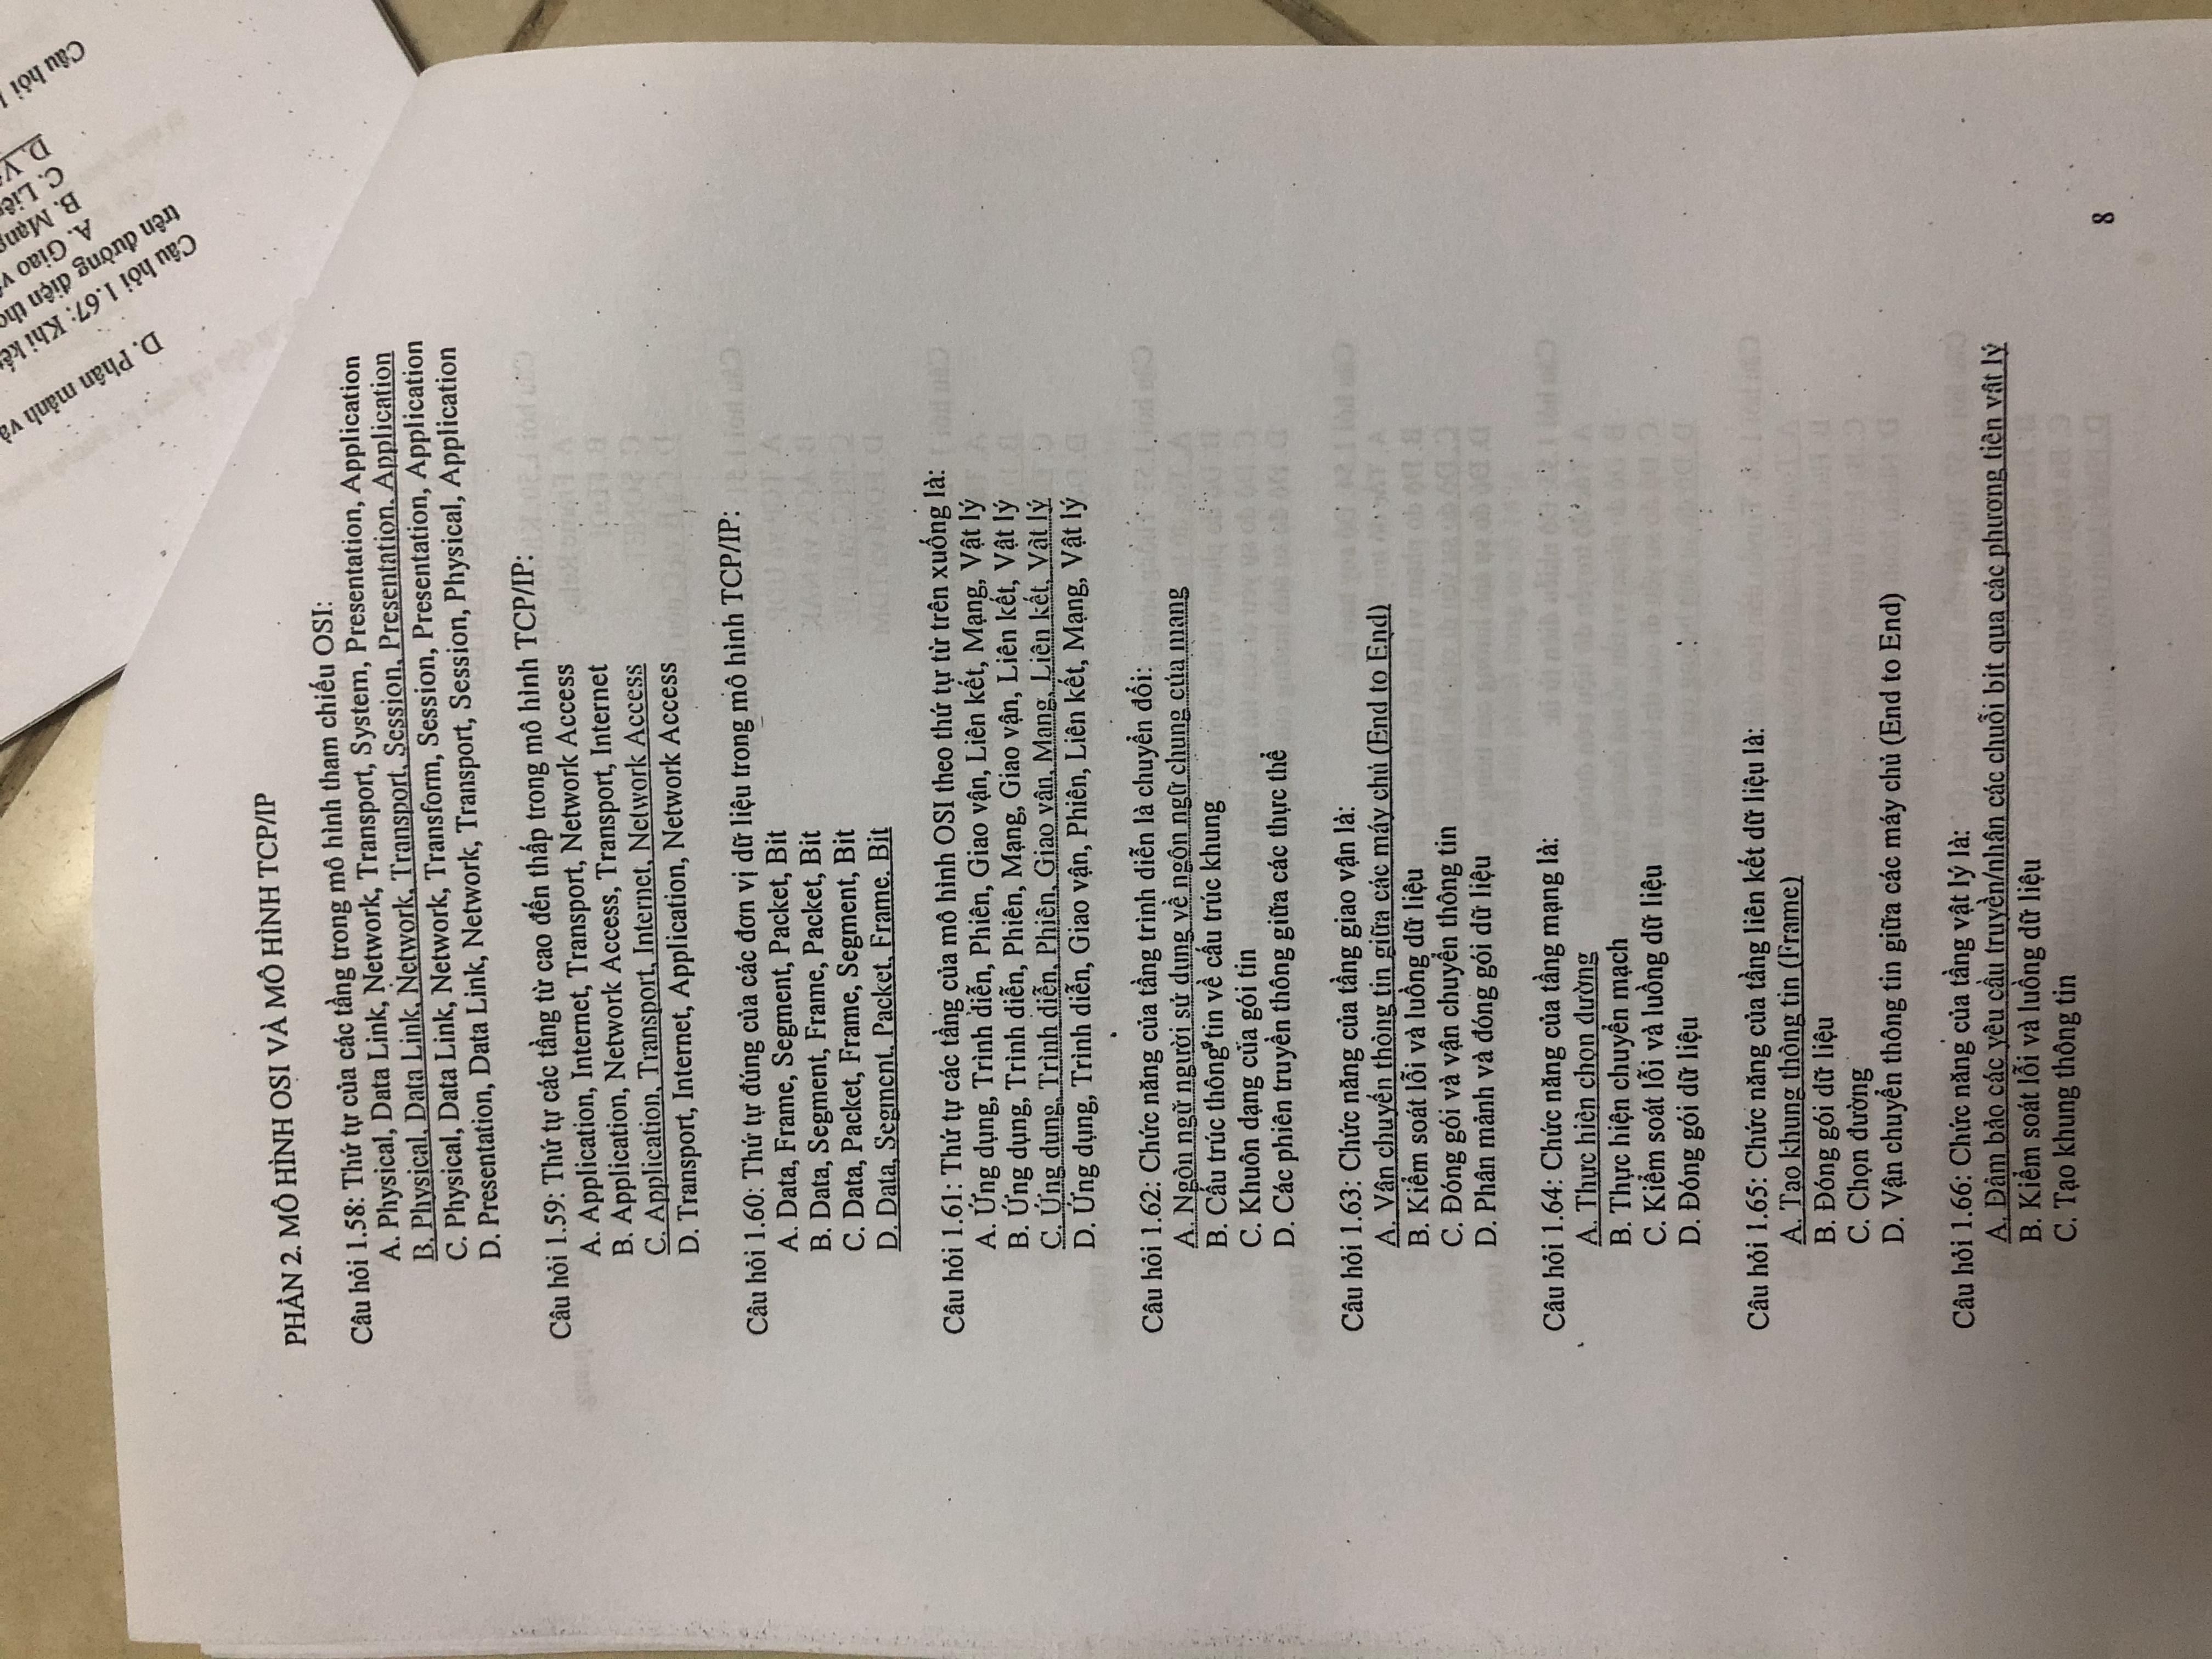 PHẦN 2. MÔ HÌNH OSI VÀ MÔ HÌNH TCP/IP
Câu hỏi 1.58: Thứ tự của các tầng trong mô hình tham chiếu OSI:
A. Physical, Data Link, Network, Transport, System, Presentation, Application
B. Physical, Data Link, Network, Transport, Session, Presentation, Application
C. Physical, Data Link, Network, Transform, Session, Presentation, Application
D. Presentation, Data Link, Network, Transport, Session, Physical, Application
Câu hỏi 1.59: Thứ tự các tầng từ cao đến thấp trong mô hình TCP/IP:
A. Application, Internet, Transport, Network Access
B. Application, Network Access, Transport, Internet
C. Application, Transport, Internet, Network Access
D. Transport, Internet, Application, Network Access
Câu hỏi 1.60: Thứ tự đúng của các đơn vị dữ liệu trong mô hình TCP/IP:
A. Data, Frame, Segment, Packet, Bit
B. Data, Segment, Frame, Packet, Bit
C. Data, Packet, Frame, Segment, Bit
D. Data, Segment, Packet, Frame, Bit
Câu hỏi 1.61: Thứ tự các tầng của mô hình OSI theo thứ tự từ trên xuống là:
A. Ứng dụng, Trình diễn, Phiên, Giao vận, Liên kết, Mạng, Vật lý
B. Ứng dụng, Trình diễn, Phiên, Mạng, Giao vận, Liên kết, Vật lý
C. Ứng dụng, Trình diễn, Phiên, Giao vận, Mạng, Liên kết, Vật lý
D. Ứng dụng, Trình diễn, Giao vận, Phiên, Liên kết, Mạng, Vật lý
Câu hỏi 1.62: Chức năng của tầng trình diễn là chuyển đổi:
A. Ngôn ngữ người sử dụng về ngôn ngữ chung của mạng
B. Cấu trúc thông tin về cấu trúc khung
C. Khuôn dạng của gói tin
D. Các phiên truyền thông giữa các thực thể
Câu hỏi 1.63: Chức năng của tầng giao vận là:
A. Vận chuyển thông tin giữa các máy chủ (End to End)
B. Kiểm soát lỗi và luồng dữ liệu
C. Đóng gói và vận chuyển thông tin
D. Phân mảnh và đóng gói dữ liệu
Câu hỏi 1.64: Chức năng của tầng mạng là:
A. Thực hiện chọn đường
B. Thực hiện chuyển mạch
C. Kiểm soát lỗi và luồng dữ liệu
D. Đóng gói dữ liệu
Câu hỏi 1.65: Chức năng của tầng liên kết dữ liệu là:
A. Tạo khung thông tin (Frame)
B. Đóng gói dữ liệu
C. Chọn đường
D. Vận chuyển thông tin giữa các máy chủ (End to End)
Câu hỏi 1.66: Chức năng của tầng vật lý là:
A. Đảm bảo các yêu cầu truyền/nhận các chuỗi bit qua các phương tiện vật lý
B. Kiểm soát lỗi và luồng dữ liệu
C. Tạo khung thông tin
8
D. Phân mảnh và
Câu hỏi 1.67: Khi kế
trên đường điện tho
A. Giao v
B. Mạng
C. Liê
D. V
Câu hỏi